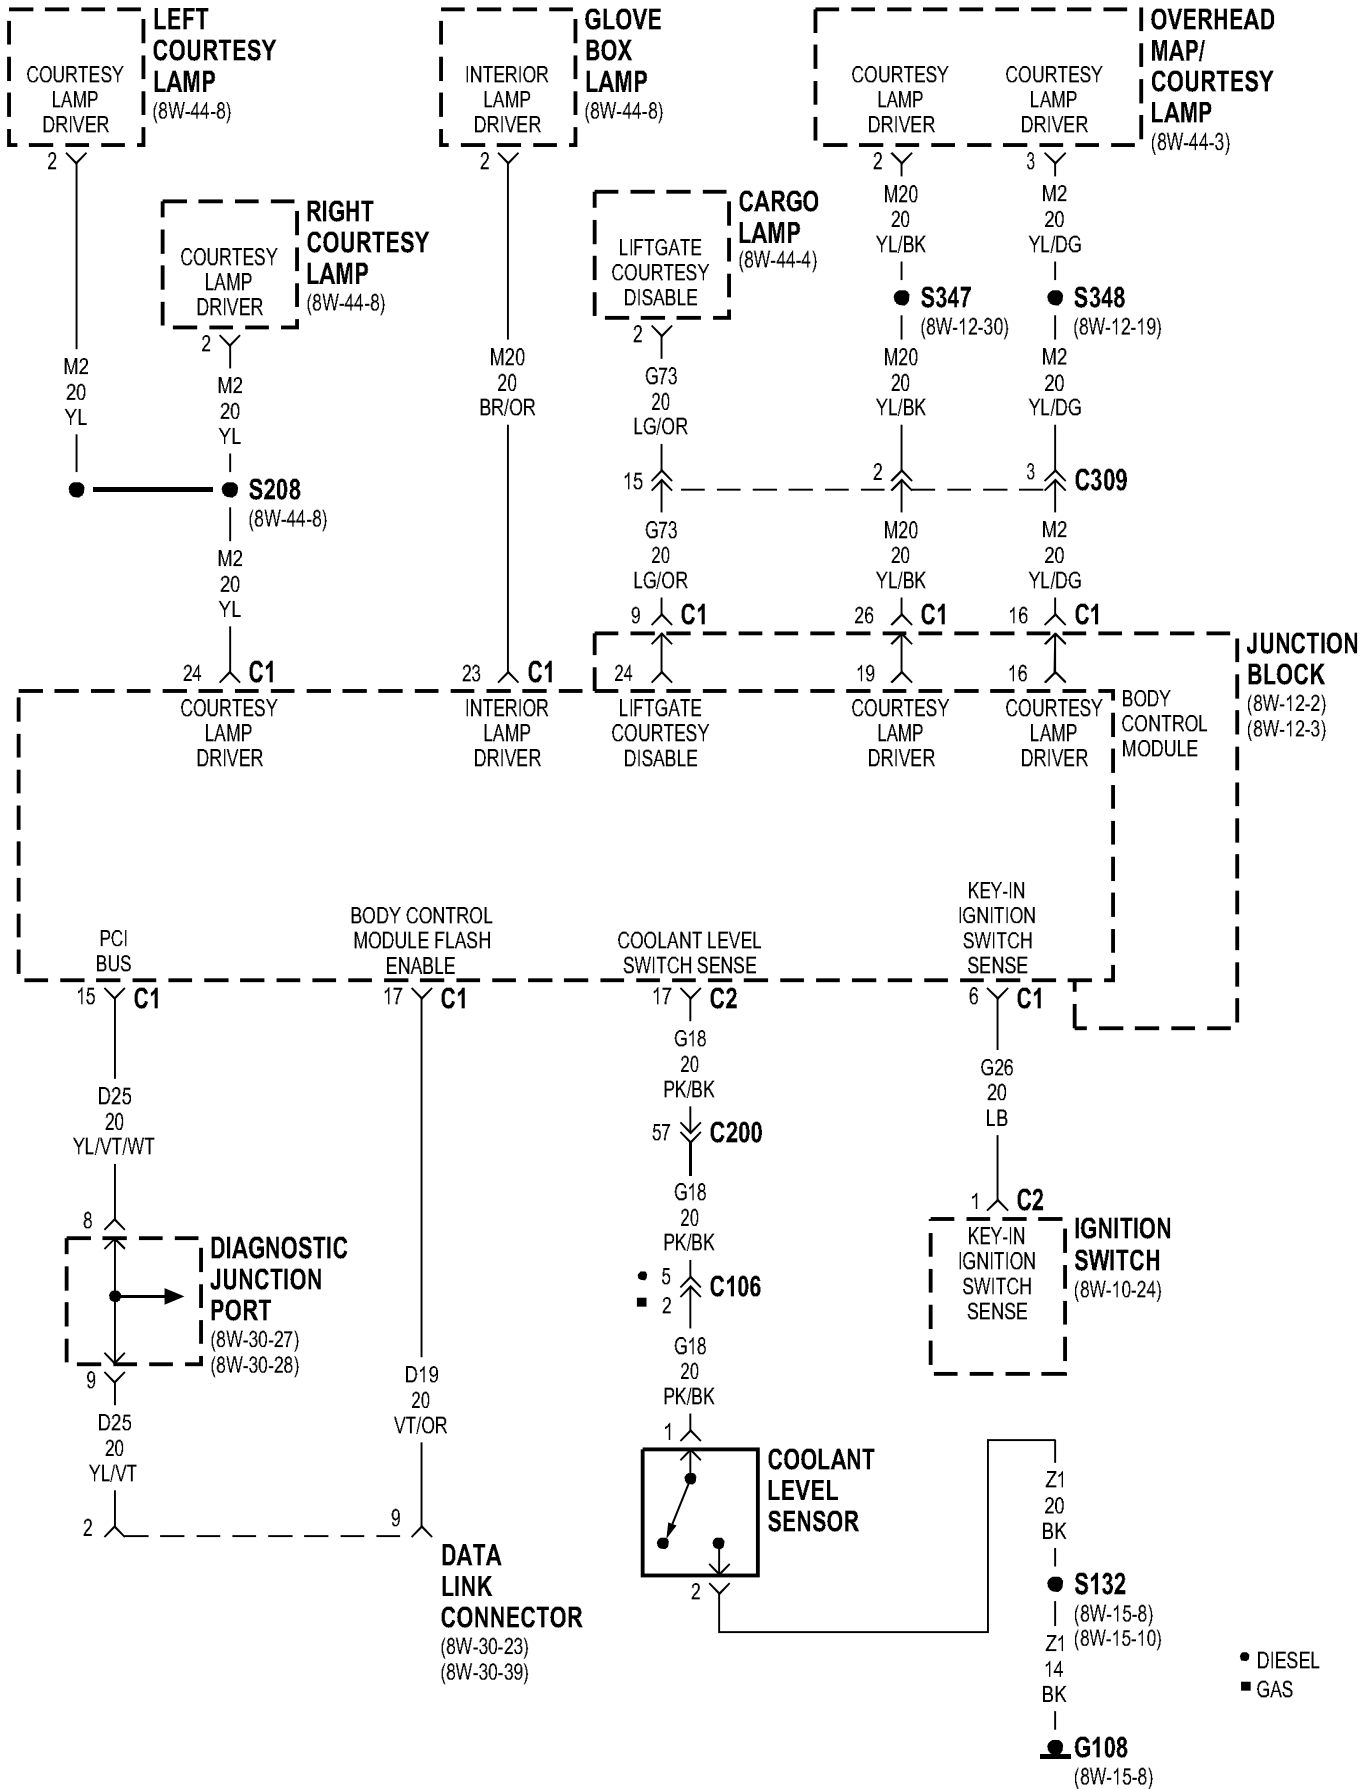 LEFT
COURTESY
LAMP
(8W-44-8)
COURTESY
LAMP
DRIVER
2
GLOVE
BOX
LAMP
(8W-44-8)
INTERIOR
LAMP
DRIVER
2
OVERHEAD
MAP/
COURTESY
LAMP
(8W-44-3)
COURTESY
LAMP
DRIVER
2
COURTESY
LAMP
DRIVER
3
RIGHT
COURTESY
LAMP
(8W-44-8)
COURTESY
LAMP
DRIVER
2
CARGO
LAMP
(8W-44-4)
LIFTGATE
COURTESY
DISABLE
2
M20
20
YL/BK
S347
(8W-12-30)
M20
20
YL/BK
M2
20
YL/DG
S348
(8W-12-19)
M2
20
YL/DG
M2
20
YL
M2
20
YL
S208
(8W-44-8)
M2
20
YL
M20
20
BR/OR
G73
20
LG/OR
15
2
3
C309
G73
20
LG/OR
M20
20
YL/BK
M2
20
YL/DG
9
C1
26
C1
16
C1
JUNCTION
BLOCK
(8W-12-2)
(8W-12-3)
24
C1
23
C1
24
19
16
COURTESY
LAMP
DRIVER
INTERIOR
LAMP
DRIVER
LIFTGATE
COURTESY
DISABLE
COURTESY
LAMP
DRIVER
COURTESY
LAMP
DRIVER
BODY
CONTROL
MODULE
PCI
BUS
BODY CONTROL
MODULE FLASH
ENABLE
COOLANT LEVEL
SWITCH SENSE
KEY-IN
IGNITION
SWITCH
SENSE
15
C1
17
C1
17
C2
6
C1
D25
20
YL/VT/WT
8
DIAGNOSTIC
JUNCTION
PORT
(8W-30-27)
(8W-30-28)
9
D25
20
YL/VT
2
D19
20
VT/OR
9
DATA
LINK
CONNECTOR
(8W-30-23)
(8W-30-39)
G18
20
PK/BK
57
C200
G18
20
PK/BK
5
2
C106
G18
20
PK/BK
1
COOLANT
LEVEL
SENSOR
2
G26
20
LB
1
C2
KEY-IN
IGNITION
SWITCH
SENSE
IGNITION
SWITCH
(8W-10-24)
Z1
20
BK
S132
(8W-15-8)
(8W-15-10)
Z1
14
BK
G108
(8W-15-8)
DIESEL
GAS